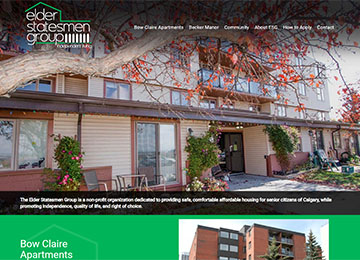 elder
statesmen
group
independent living
Bow Claire Apartments Becker Manor Community About ESG How to Apply Contact
The Elder Statesmen Group is a non-profit organization dedicated to providing safe, comfortable affordable housing for senior citizens of Calgary, while
promoting independence, quality of life, and right of choice.
Bow Claire
Apartments